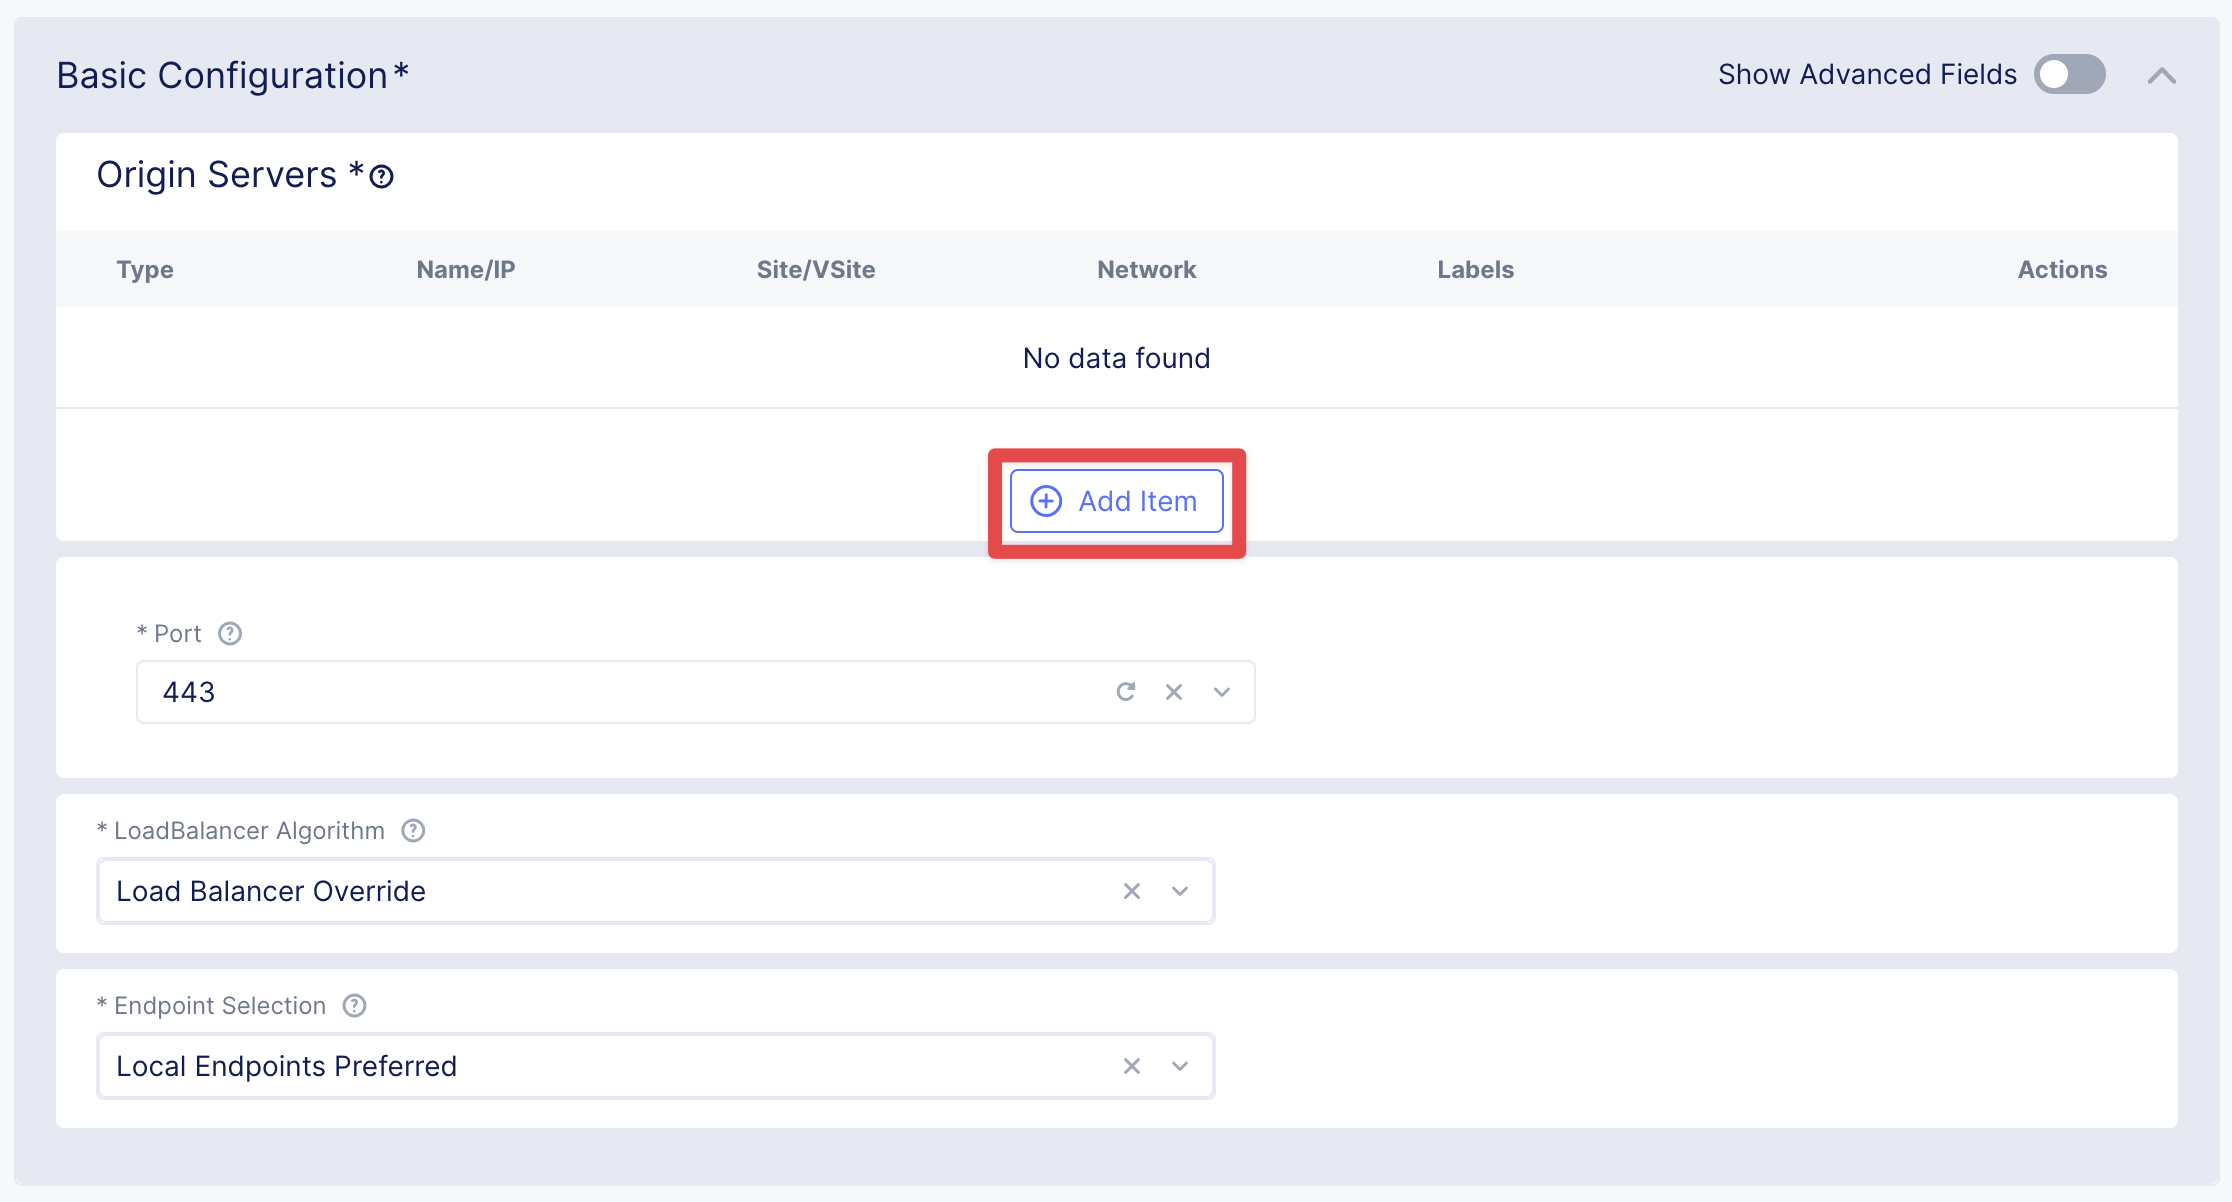 Basic Configuration*
Show Advanced Fields
Origin Servers *
Type Name/IP Site/VSite Network Labels Actions
No data found
Add Item
* Port
443
* LoadBalancer Algorithm
Load Balancer Override
* Endpoint Selection
Local Endpoints Preferred